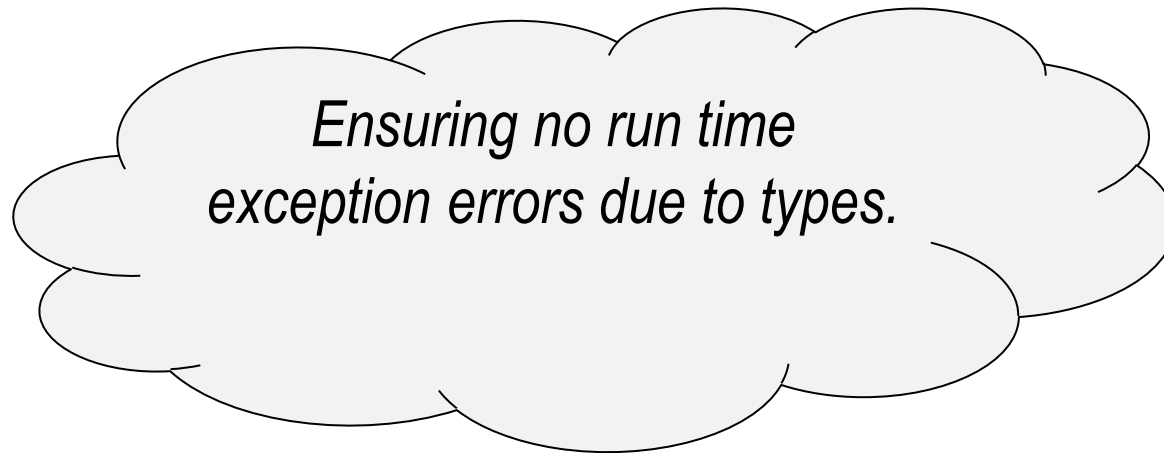 Ensuring no run time
exception errors due to types.